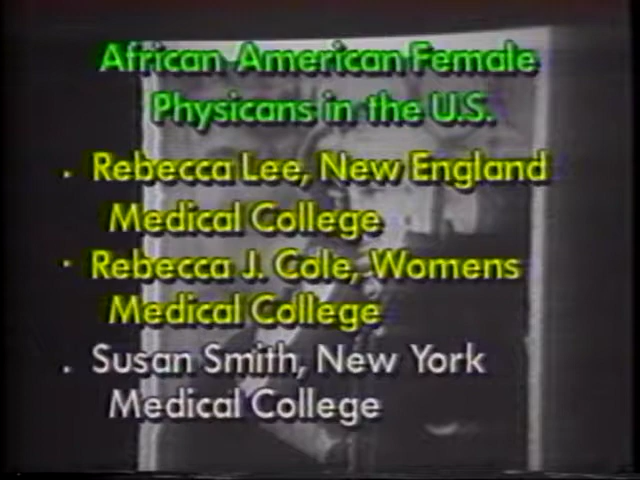 African American Female
Physicans in the U.S.
. Rebecca Lee, New England
Medical College
· Rebecca J. Cole, Womens
Medical College
. Susan Smith, New York
Medical College